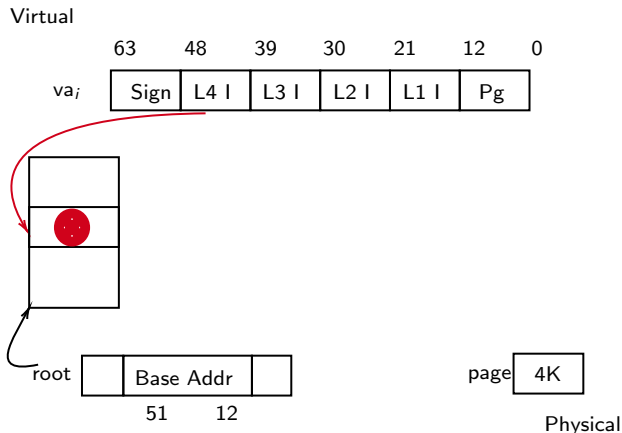 Virtual
63 48 39 30 21 12 0
vaᵢ Sign L4 I L3 I L2 I L1 I Pg
root Base Addr page 4K
51 12
Physical